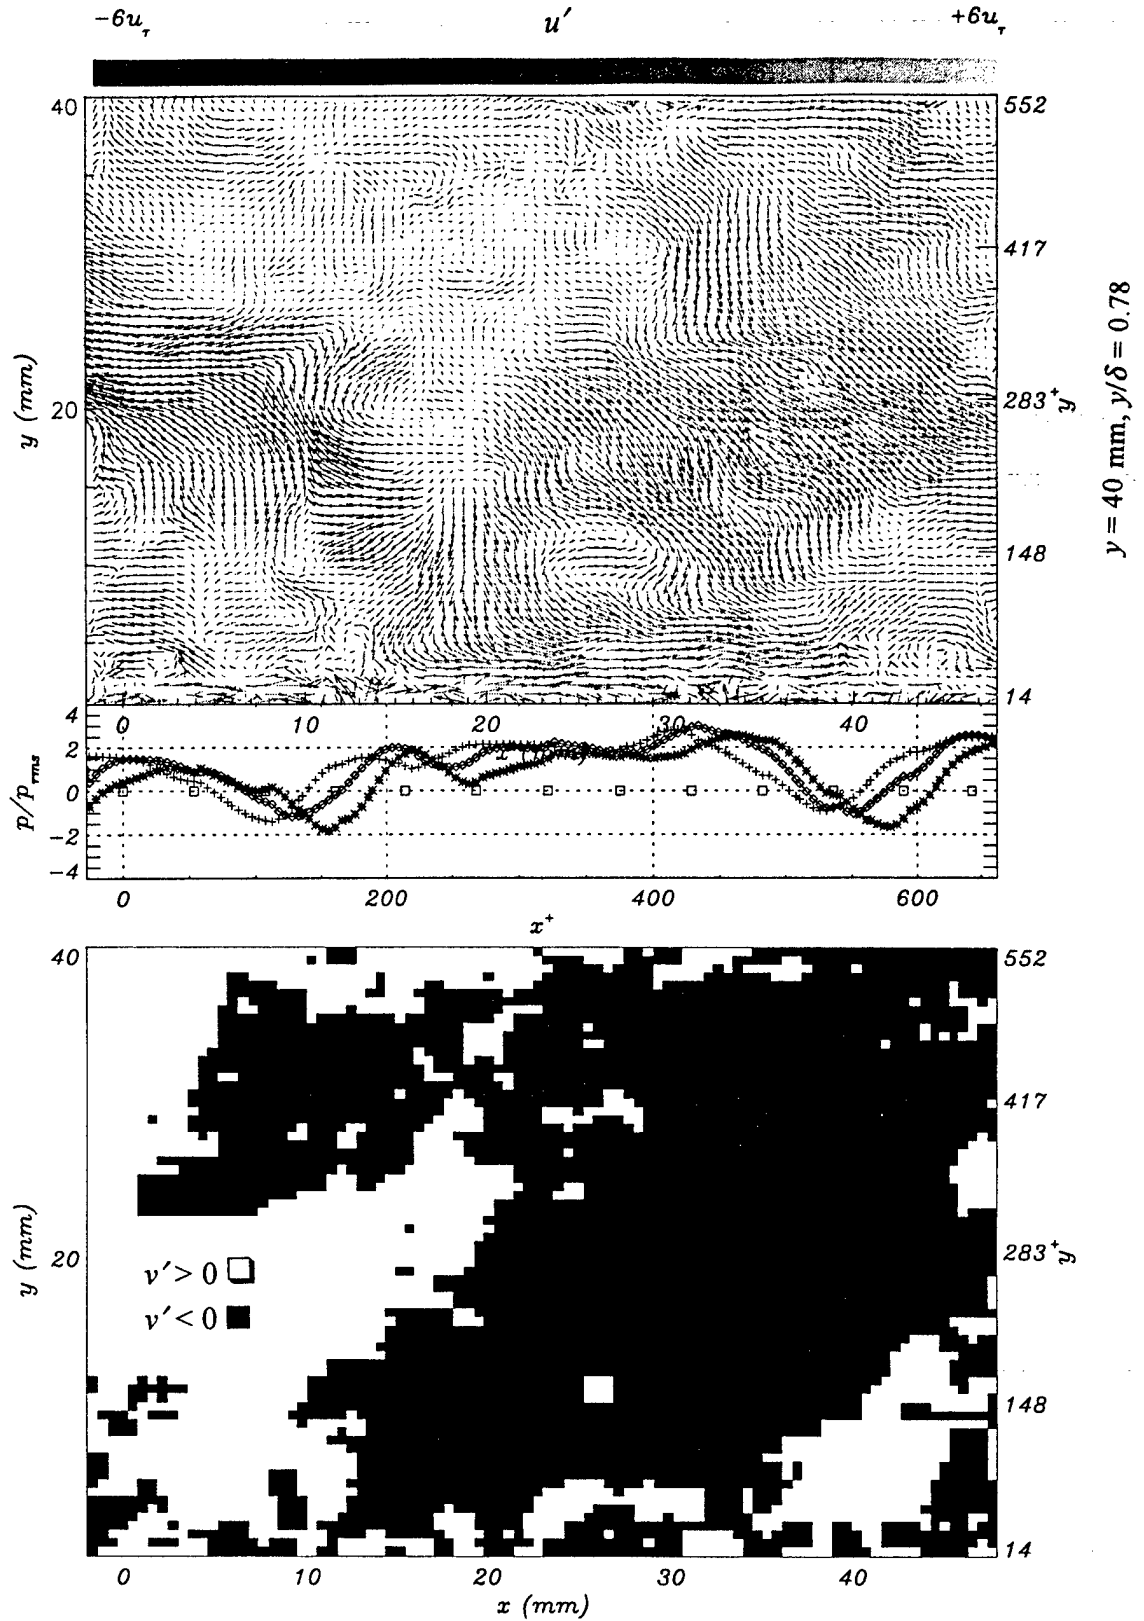 −6u_τ u′ +6u_τ
40 552
417
y (mm) 20 283 ⁺y
148
14
y = 40 mm, y/δ = 0.78
0 10 20 30 40
4
2
p/p_rms 0
−2
−4
0 200 400 600
x⁺
40 552
417
y (mm) 20 283 ⁺y
v′ > 0
v′ < 0
148
14
0 10 20 30 40
x (mm)